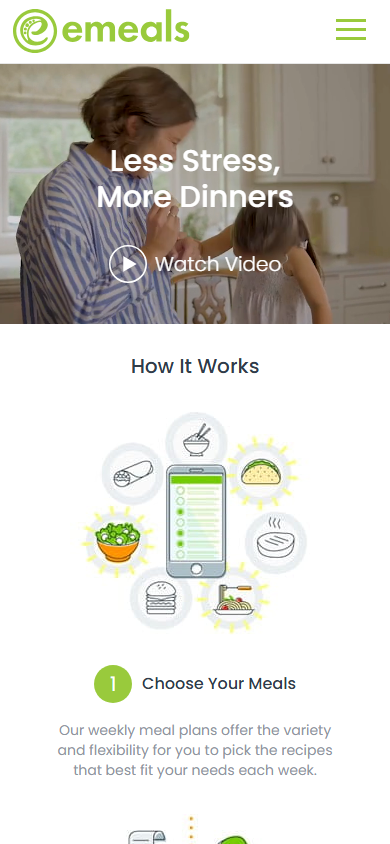 emeals
Less Stress,
More Dinners
Watch Video
How It Works
1 Choose Your Meals
Our weekly meal plans offer the variety
and flexibility for you to pick the recipes
that best fit your needs each week.